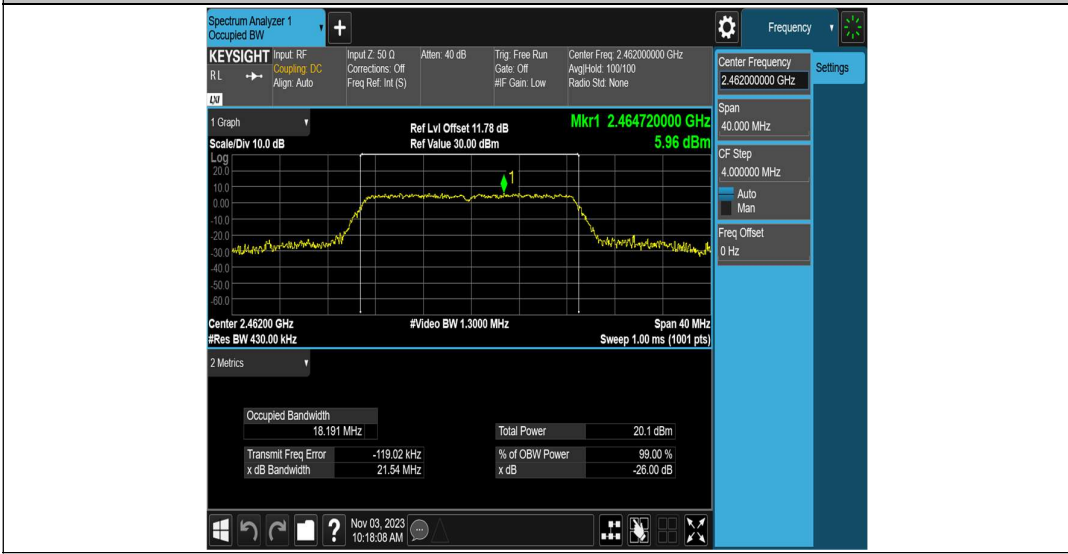 Spectrum Analyzer 1
Occupied BW
+
Frequency
KEYSIGHT
RL
LXI
Input: RF
Coupling: DC
Align: Auto
Input Z: 50 Ω
Corrections: Off
Freq Ref: Int (S)
Atten: 40 dB
Trig: Free Run
Gate: Off
#IF Gain: Low
Center Freq: 2.462000000 GHz
Avg|Hold: 100/100
Radio Std: None
Center Frequency
2.462000000 GHz
Settings
Span
40.000 MHz
CF Step
4.000000 MHz
Auto
Man
Freq Offset
0 Hz
1 Graph
Scale/Div 10.0 dB
Ref Lvl Offset 11.78 dB
Ref Value 30.00 dBm
Mkr1 2.464720000 GHz
5.96 dBm
Log
20.0
10.0
0.00
-10.0
-20.0
-30.0
-40.0
-50.0
-60.0
1
Center 2.46200 GHz
#Res BW 430.00 kHz
#Video BW 1.3000 MHz
Span 40 MHz
Sweep 1.00 ms (1001 pts)
2 Metrics
Occupied Bandwidth
18.191 MHz
Total Power 20.1 dBm
Transmit Freq Error -119.02 kHz
% of OBW Power 99.00 %
x dB Bandwidth 21.54 MHz
x dB -26.00 dB
?
Nov 03, 2023
10:18:08 AM